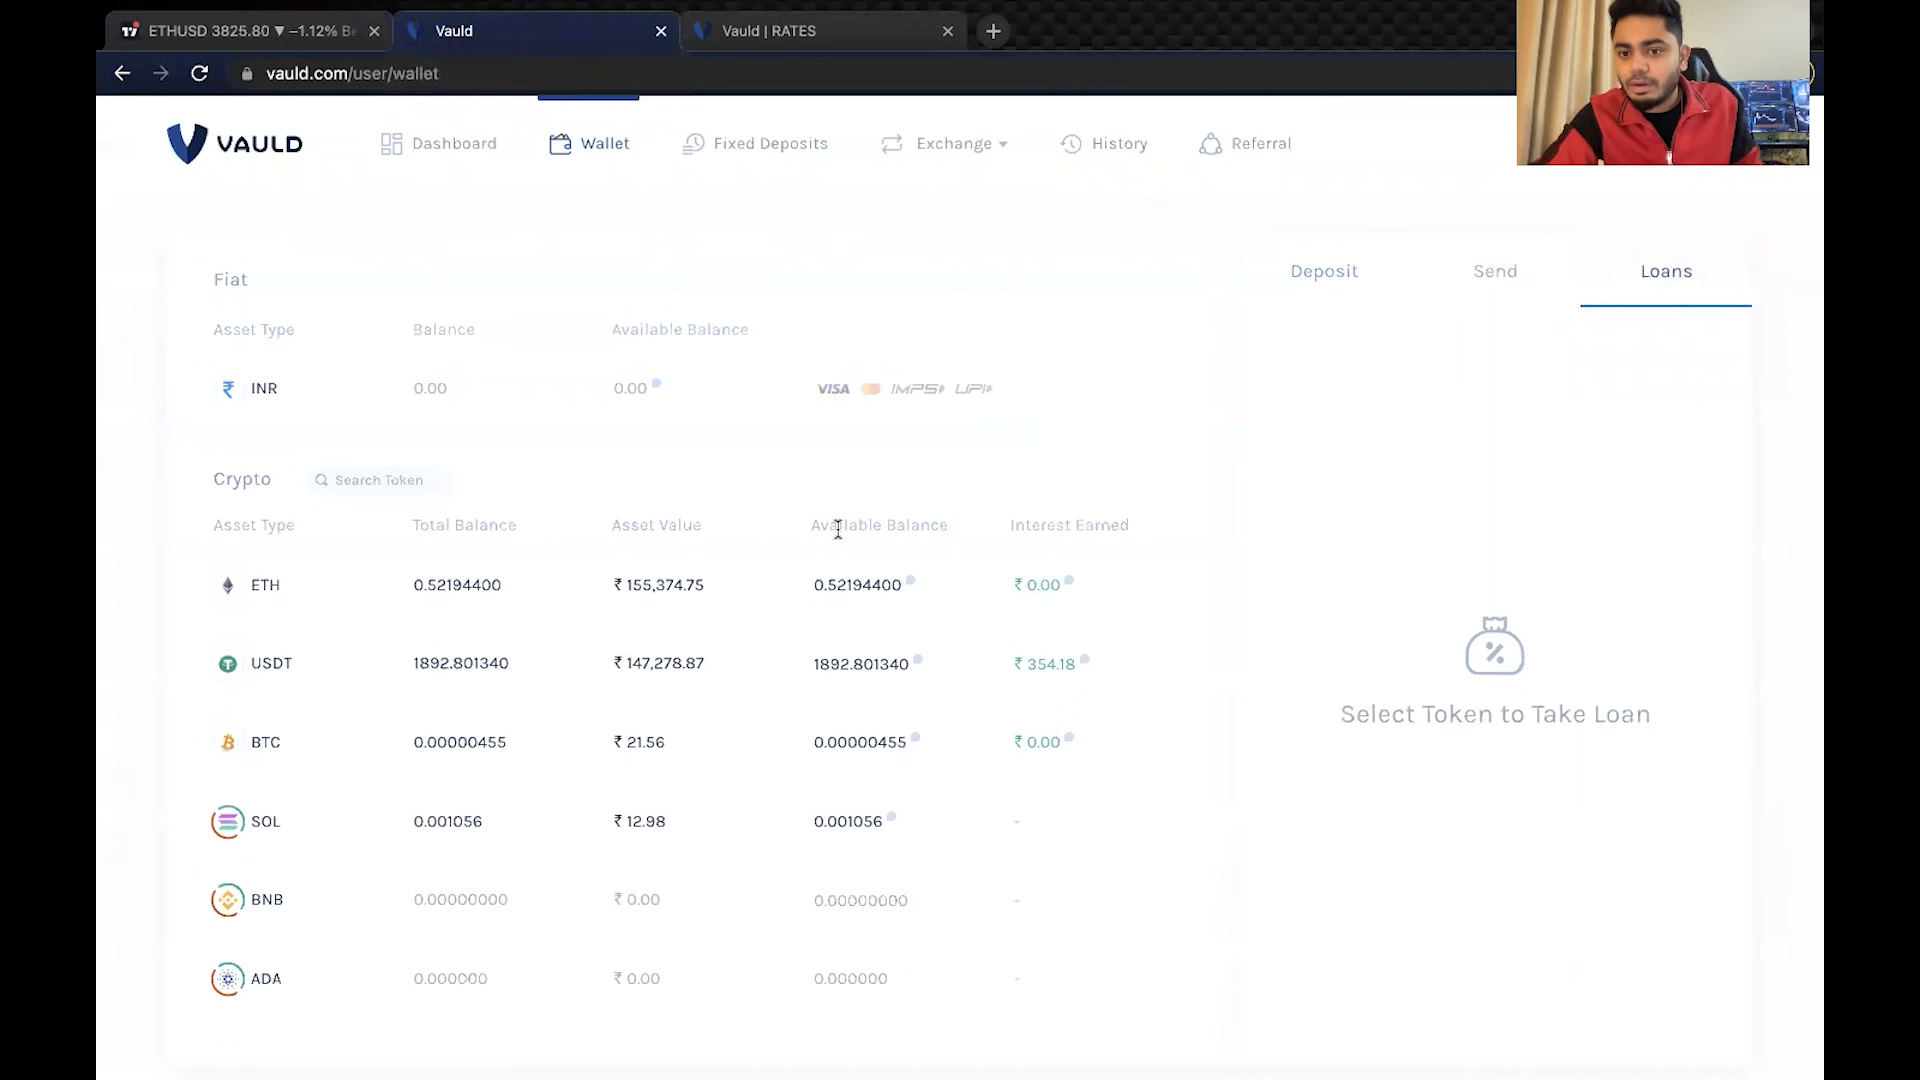 ETHUSD 3825.80 ▼ −1.12% Be
Vauld
Vauld | RATES
vauld.com/user/wallet
VAULD
Dashboard
Wallet
Fixed Deposits
Exchange
History
Referral
Deposit
Send
Loans
Fiat
Asset Type Balance Available Balance
INR 0.00 0.00 VISA IMPS UPI
Crypto
Search Token
Asset Type Total Balance Asset Value Available Balance Interest Earned
ETH 0.52194400 ₹ 155,374.75 0.52194400 ₹ 0.00
USDT 1892.801340 ₹ 147,278.87 1892.801340 ₹ 354.18
BTC 0.00000455 ₹ 21.56 0.00000455 ₹ 0.00
SOL 0.001056 ₹ 12.98 0.001056 -
BNB 0.00000000 ₹ 0.00 0.00000000 -
ADA 0.000000 ₹ 0.00 0.000000 -
Select Token to Take Loan